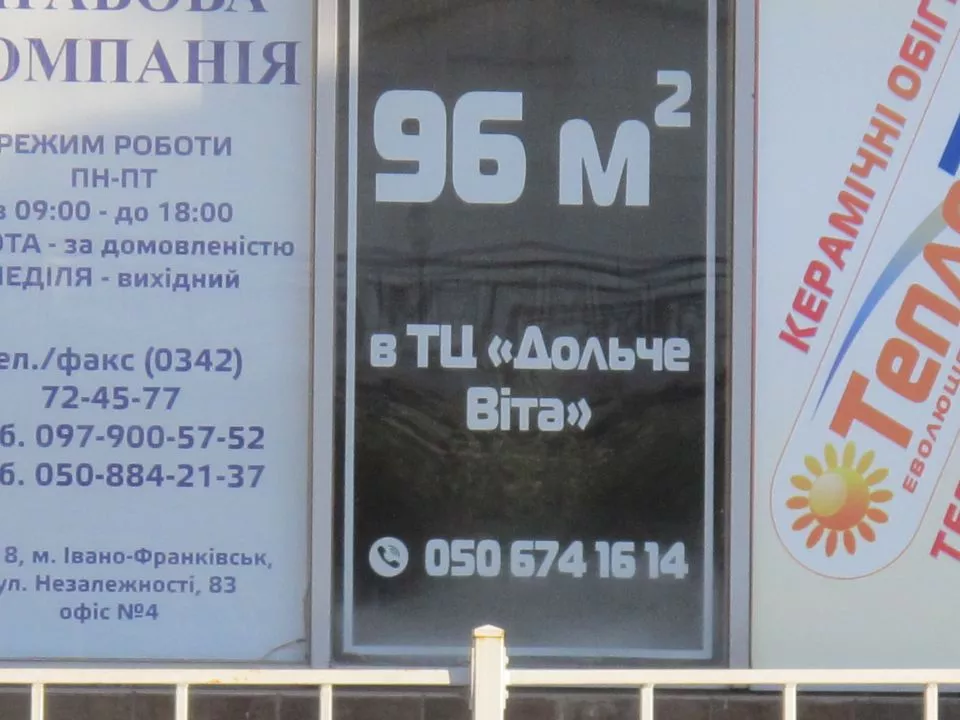 ОМПАНІЯ
РЕЖИМ РОБОТИ
ПН-ПТ
з 09:00 - до 18:00
ОТА - за домовленістю
НЕДІЛЯ - вихідний
ел./факс (0342)
72-45-77
б. 097-900-57-52
б. 050-884-21-37
8, м. Івано-Франківськ,
ул. Незалежності, 83
офіс №4
96 м²
в ТЦ «Дольче
Віта»
050 674 16 14
КЕРАМІЧНІ ОБІГ
Тепло
ЕВОЛЮЦІЯ